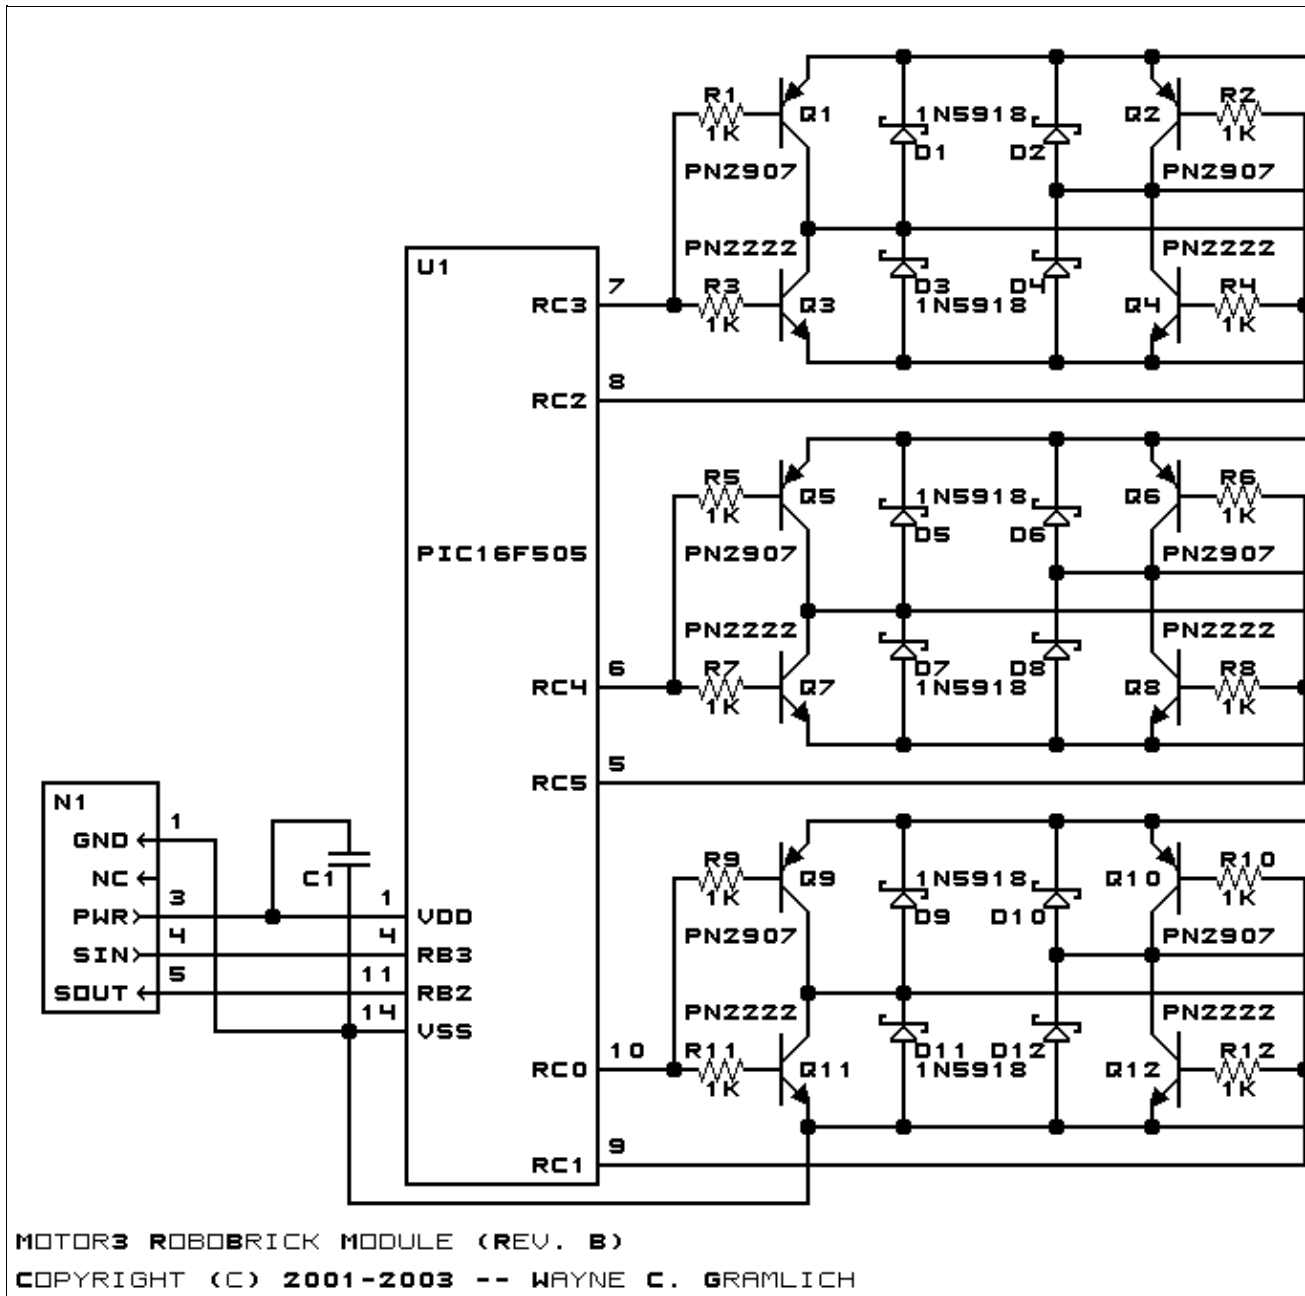 R1
1K
Q1
1N5918
D1
D2
Q2
R2
1K
PN2907
PN2907
U1
PN2222
PN2222
RC3
7
R3
1K
Q3
D3
D4
1N5918
Q4
R4
1K
RC2
8
R5
1K
Q5
1N5918
D5
D6
Q6
R6
1K
PIC16F505
PN2907
PN2907
PN2222
PN2222
RC4
6
R7
1K
Q7
D7
D8
1N5918
Q8
R8
1K
RC5
5
N1
GND
1
NC
PWR
3
SIN
4
SOUT
5
C1
1
VDD
4
RB3
11
RB2
14
VSS
R9
1K
Q9
1N5918
D9
D10
Q10
R10
1K
PN2907
PN2907
PN2222
PN2222
RC0
10
R11
1K
Q11
D11
D12
1N5918
Q12
R12
1K
RC1
9
MOTOR3 ROBOBRICK MODULE (REV. B)
COPYRIGHT (C) 2001-2003 -- WAYNE C. GRAMLICH